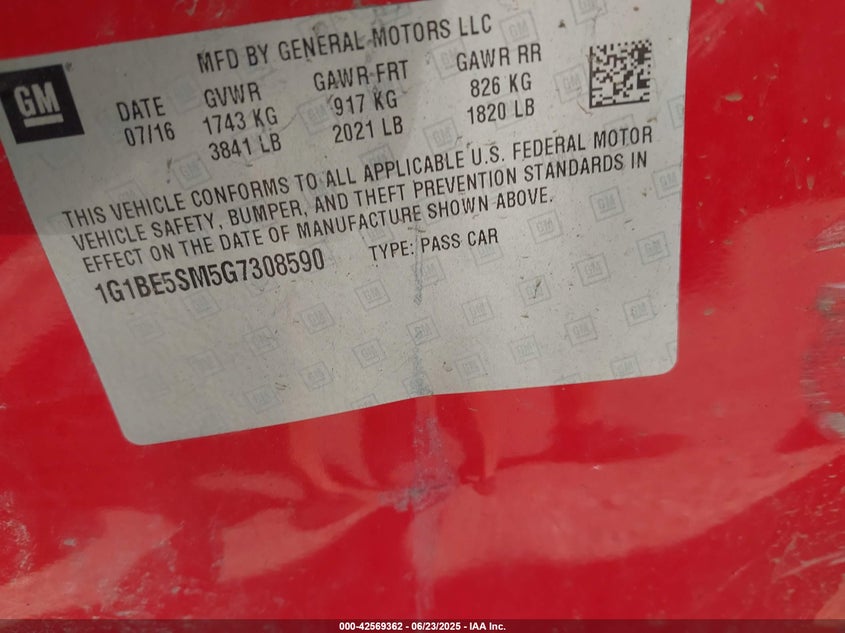 MFD BY GENERAL MOTORS LLC
GM
DATE GVWR GAWR FRT GAWR RR
07/16 1743 KG 917 KG 826 KG
3841 LB 2021 LB 1820 LB
THIS VEHICLE CONFORMS TO ALL APPLICABLE U.S. FEDERAL MOTOR
VEHICLE SAFETY, BUMPER, AND THEFT PREVENTION STANDARDS IN
EFFECT ON THE DATE OF MANUFACTURE SHOWN ABOVE.
1G1BE5SM5G7308590 TYPE: PASS CAR
000-42569362 - 06/23/2025 - IAA Inc.